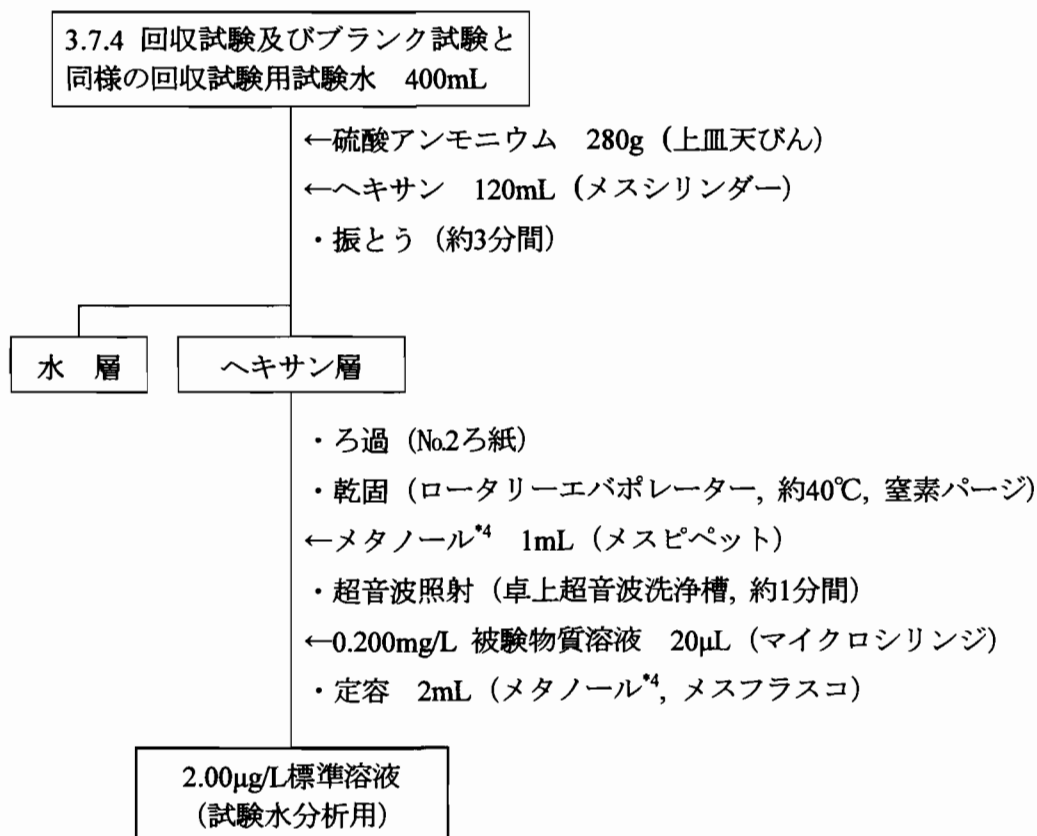 3.7.4 回収試験及びブランク試験と
同様の回収試験用試験水　400mL
←硫酸アンモニウム　280g（上皿天びん）
←ヘキサン　120mL（メスシリンダー）
・振とう（約3分間）
水　層
ヘキサン層
・ろ過（№2ろ紙）
・乾固（ロータリーエバポレーター, 約40℃, 窒素パージ）
←メタノール*4　1mL（メスピペット）
・超音波照射（卓上超音波洗浄槽, 約1分間）
←0.200mg/L 被験物質溶液　20μL（マイクロシリンジ）
・定容　2mL（メタノール*4, メスフラスコ）
2.00μg/L標準溶液
（試験水分析用）